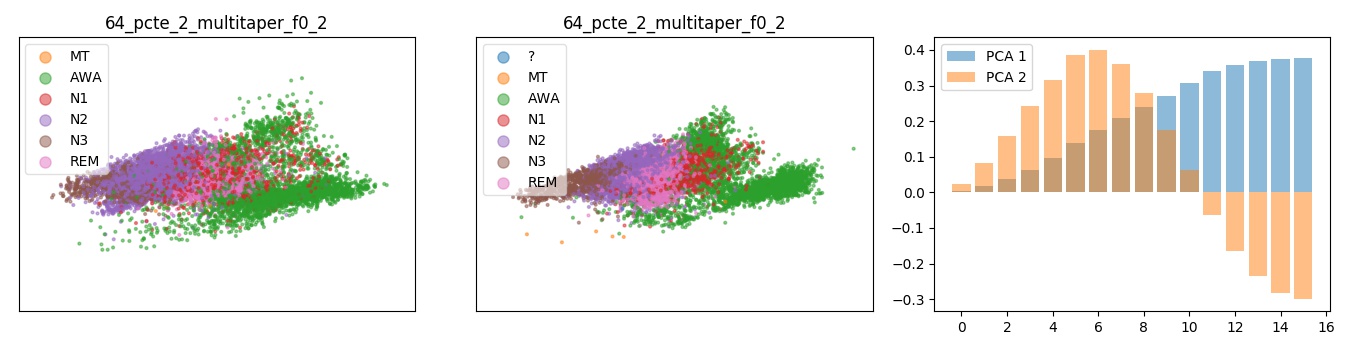 64_pcte_2_multitaper_f0_2
MT
AWA
N1
N2
N3
REM
64_pcte_2_multitaper_f0_2
?
MT
AWA
N1
N2
N3
REM
PCA 1
PCA 2
0.4
0.3
0.2
0.1
0.0
−0.1
−0.2
−0.3
0 2 4 6 8 10 12 14 16